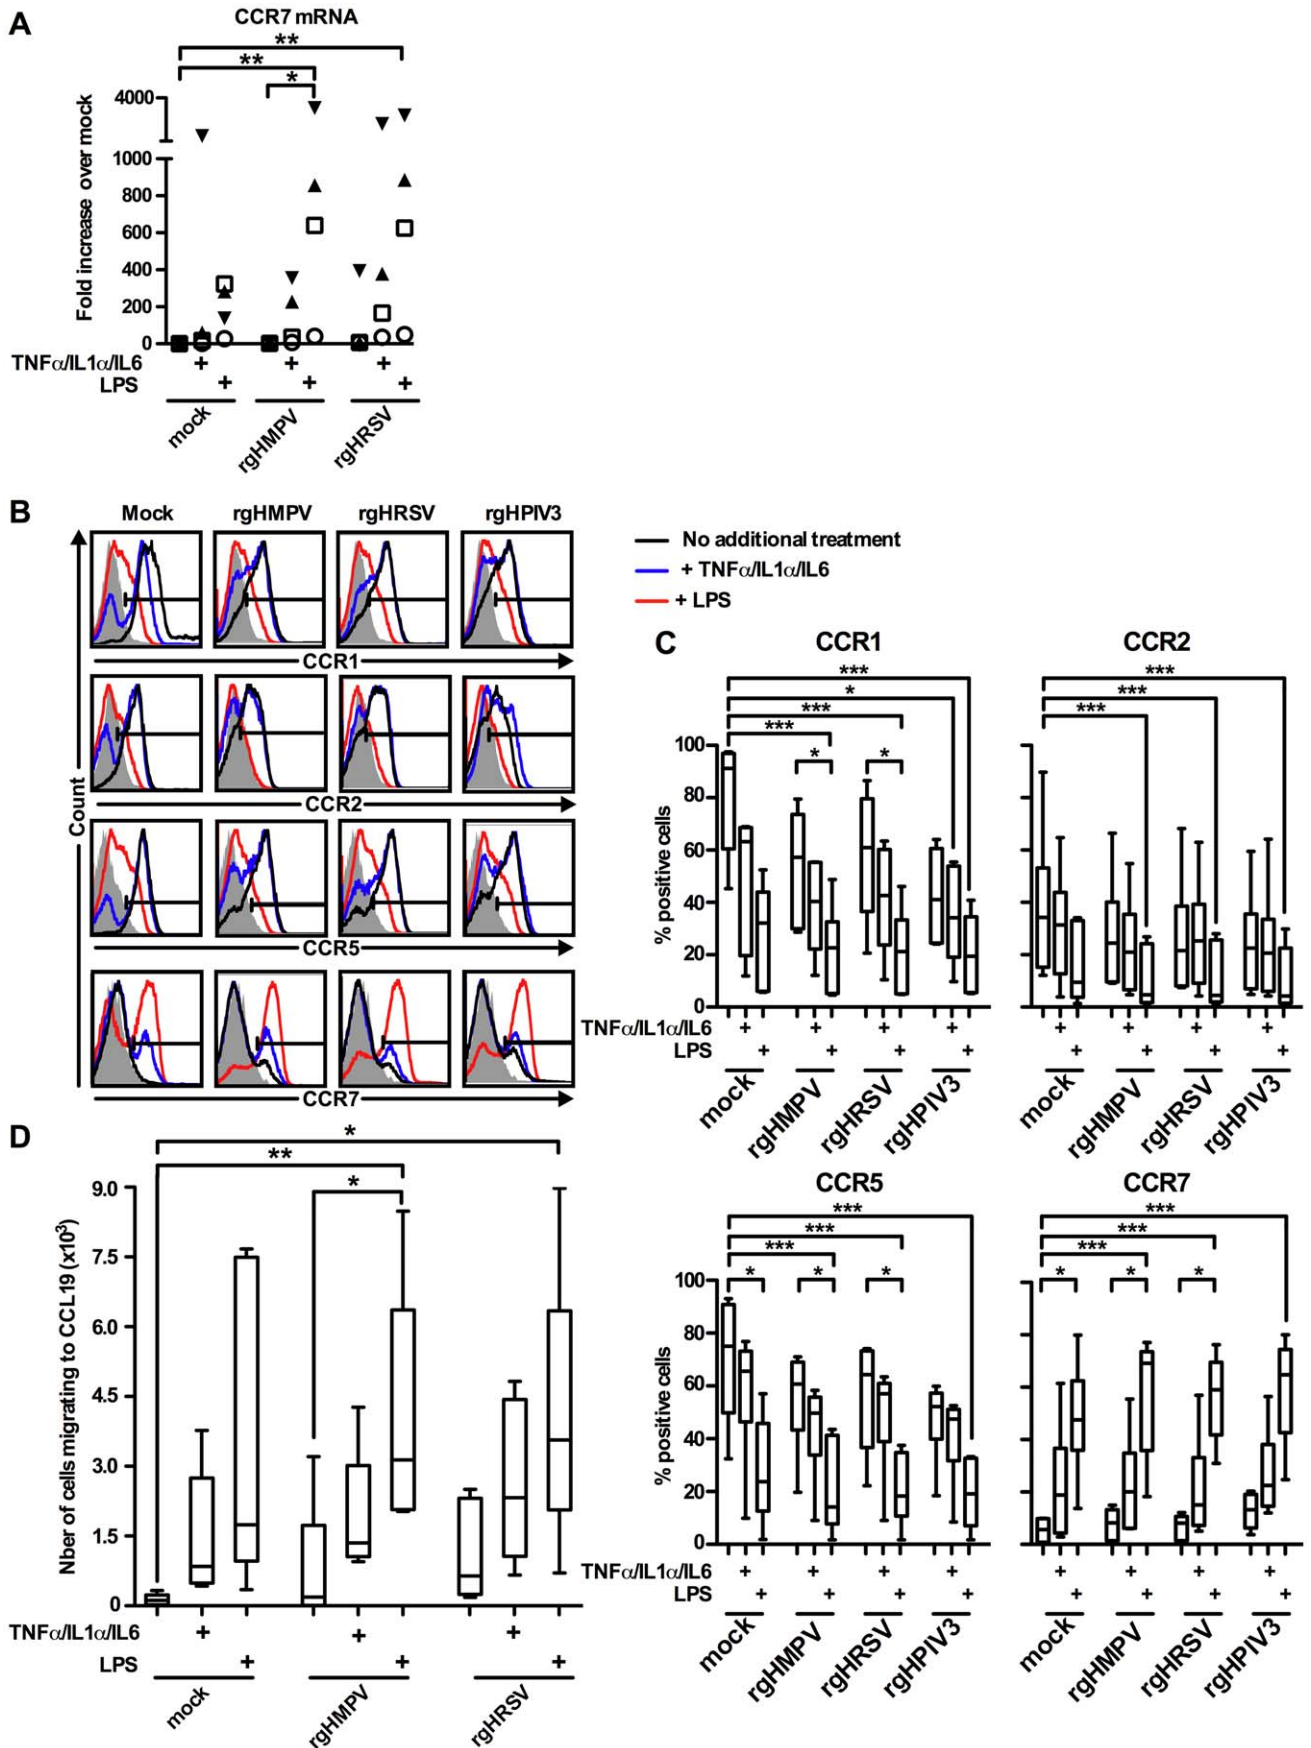 A
CCR7 mRNA
**
**
*
Fold increase over mock
4000
1000
800
600
400
200
0
TNFα/IL1α/IL6 + + +
LPS + + +
mock rgHMPV rgHRSV
B
Mock rgHMPV rgHRSV rgHPIV3
Count
CCR1
CCR2
CCR5
CCR7
No additional treatment
+ TNFα/IL1α/IL6
+ LPS
C
CCR1 CCR2
***
*
***
***
* *
***
***
***
% positive cells
100
80
60
40
20
0
TNFα/IL1α/IL6 + + + + + + + +
LPS + + + + + + + +
mock rgHMPV rgHRSV rgHPIV3 mock rgHMPV rgHRSV rgHPIV3
CCR5 CCR7
***
***
***
* * *
***
***
***
* * *
% positive cells
100
80
60
40
20
0
TNFα/IL1α/IL6 + + + + + + + +
LPS + + + + + + + +
mock rgHMPV rgHRSV rgHPIV3 mock rgHMPV rgHRSV rgHPIV3
D
*
**
*
Nber of cells migrating to CCL19 (x10³)
9.0
7.5
6.0
4.5
3.0
1.5
0
TNFα/IL1α/IL6 + + +
LPS + + +
mock rgHMPV rgHRSV